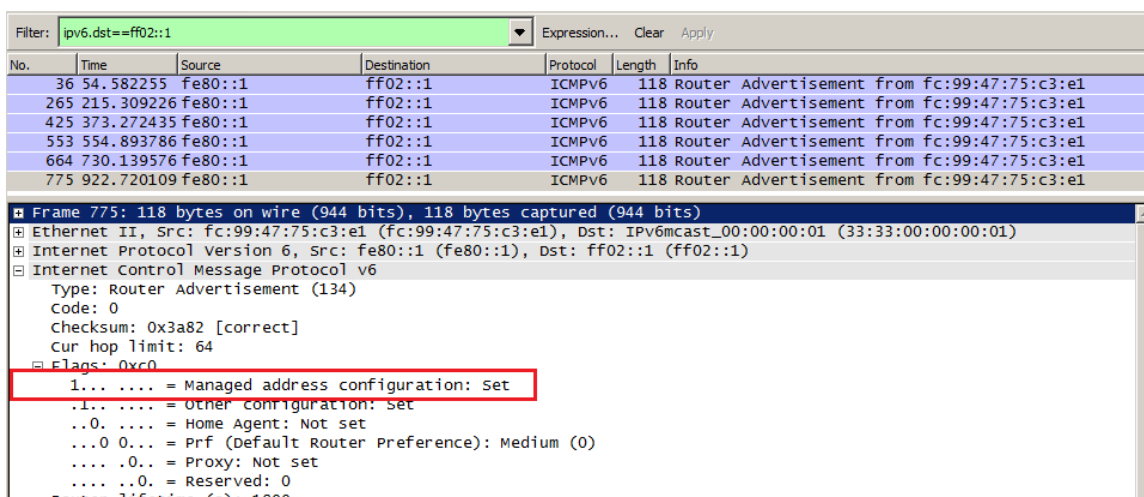 Filter: ipv6.dst==ff02::1 Expression... Clear Apply
No. Time Source Destination Protocol Length Info
36 54.582255 fe80::1 ff02::1 ICMPv6 118 Router Advertisement from fc:99:47:75:c3:e1
265 215.309226 fe80::1 ff02::1 ICMPv6 118 Router Advertisement from fc:99:47:75:c3:e1
425 373.272435 fe80::1 ff02::1 ICMPv6 118 Router Advertisement from fc:99:47:75:c3:e1
553 554.893786 fe80::1 ff02::1 ICMPv6 118 Router Advertisement from fc:99:47:75:c3:e1
664 730.139576 fe80::1 ff02::1 ICMPv6 118 Router Advertisement from fc:99:47:75:c3:e1
775 922.720109 fe80::1 ff02::1 ICMPv6 118 Router Advertisement from fc:99:47:75:c3:e1
Frame 775: 118 bytes on wire (944 bits), 118 bytes captured (944 bits)
Ethernet II, Src: fc:99:47:75:c3:e1 (fc:99:47:75:c3:e1), Dst: IPv6mcast_00:00:00:01 (33:33:00:00:00:01)
Internet Protocol Version 6, Src: fe80::1 (fe80::1), Dst: ff02::1 (ff02::1)
Internet Control Message Protocol v6
Type: Router Advertisement (134)
Code: 0
Checksum: 0x3a82 [correct]
Cur hop limit: 64
Flags: 0xc0
1... .... = Managed address configuration: Set
.1.. .... = Other configuration: Set
..0. .... = Home Agent: Not set
...0 0... = Prf (Default Router Preference): Medium (0)
.... .0.. = Proxy: Not set
.... ..0. = Reserved: 0
Router lifetime (s): 1800